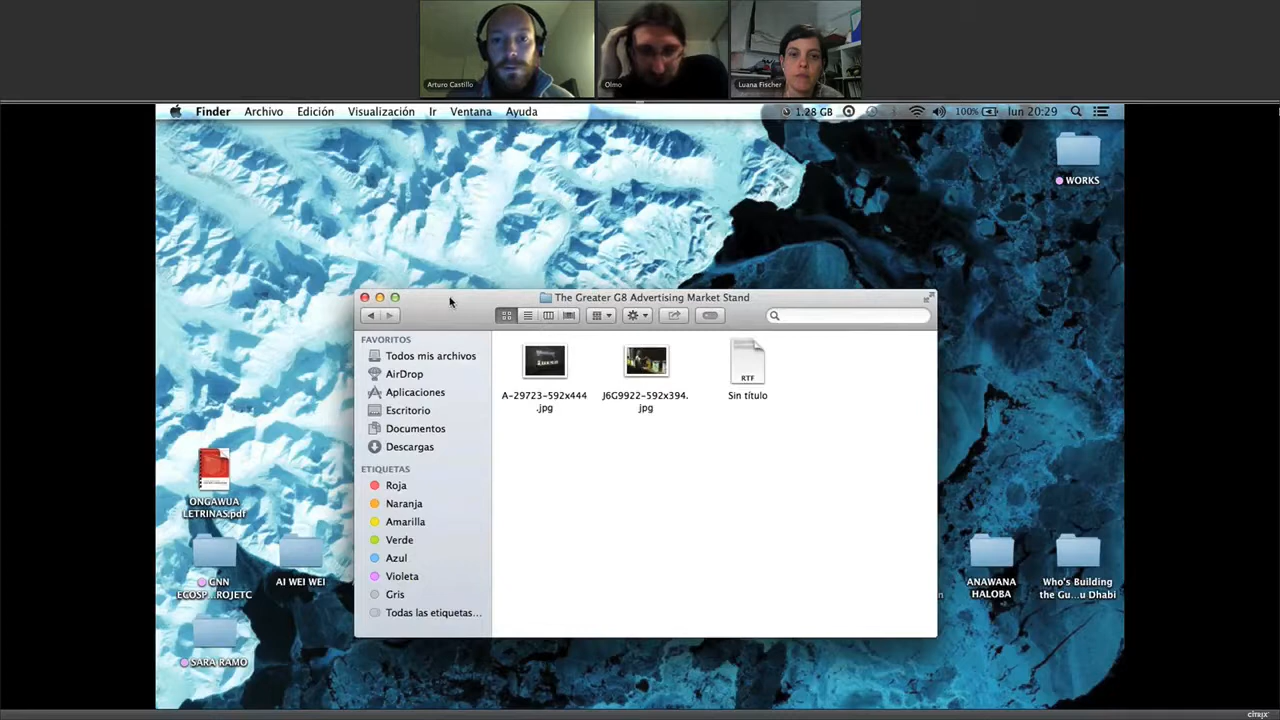 Arturo Castillo
Olmo
Luana Fischer
Finder Archivo Edición Visualización Ir Ventana Ayuda
1.28 GB 100% lun 20:29
WORKS
The Greater G8 Advertising Market Stand
FAVORITOS
Todos mis archivos
AirDrop
Aplicaciones
Escritorio
Documentos
Descargas
ETIQUETAS
Roja
Naranja
Amarilla
Verde
Azul
Violeta
Gris
Todas las etiquetas...
A-29723-592x444
.jpg
J6G9922-592x394.
jpg
RTF
Sin título
ONGAWUA
LETRINAS.pdf
CNN
ECOSP...ROJETC
AI WEI WEI
SARA RAMO
ANAWANA
HALOBA
Who's Building
the Gu...u Dhabi
CITRIX